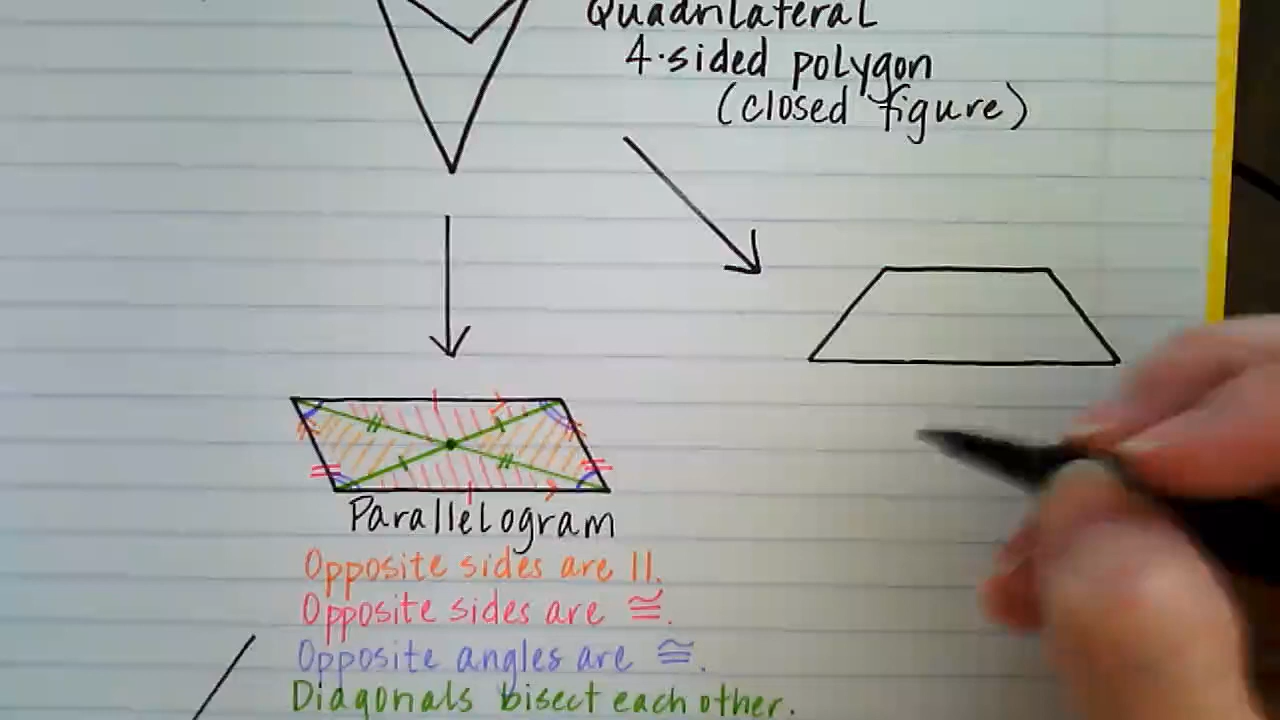 Quadrilateral
4-sided polygon
(closed figure)
Parallelogram
Opposite sides are ||.
Opposite sides are ≅.
Opposite angles are ≅.
Diagonals bisect each other.